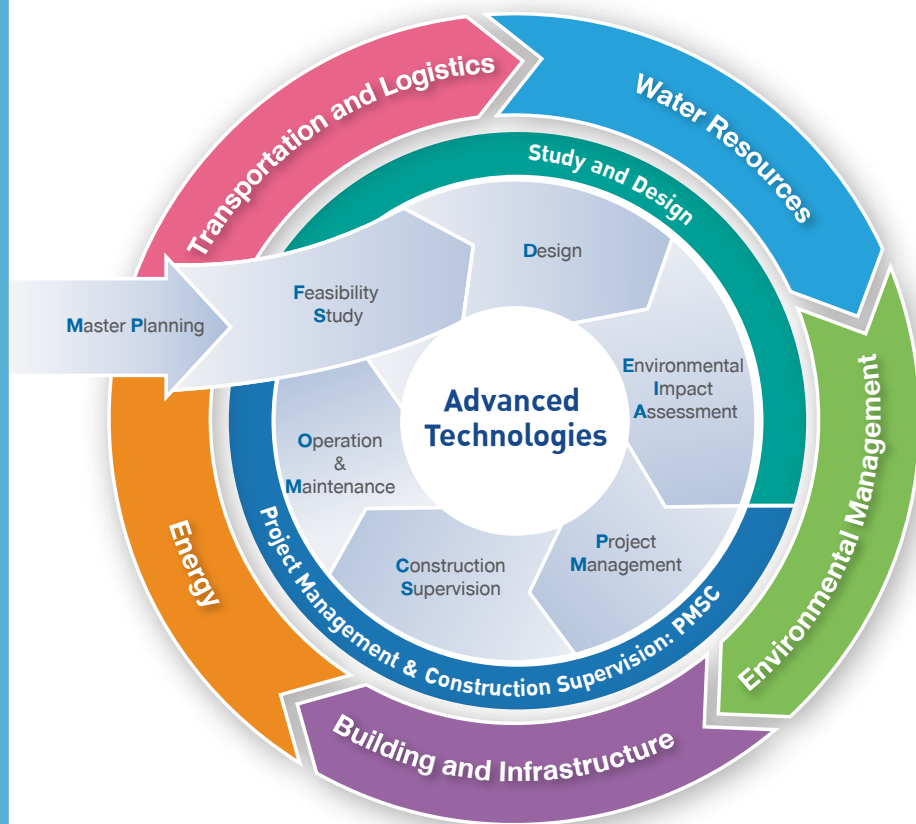 Transportation and Logistics
Water Resources
Study and Design
Design
Feasibility
Study
Master Planning
Environmental
Impact
Assessment
Advanced
Technologies
Environmental Management
Operation
&
Maintenance
Project
Management
Construction
Supervision
Energy
Project Management & Construction Supervision: PMSC
Building and Infrastructure